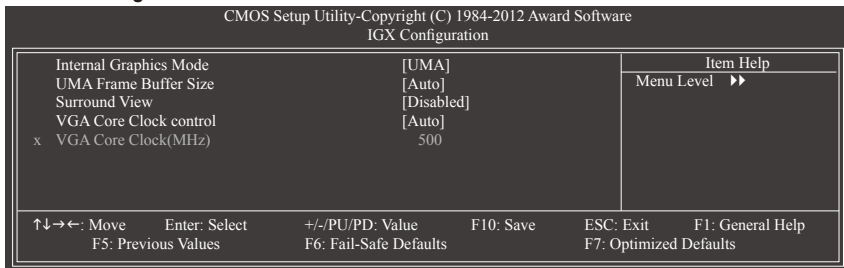 CMOS Setup Utility-Copyright (C) 1984-2012 Award Software
IGX Configuration
Internal Graphics Mode [UMA]
UMA Frame Buffer Size [Auto]
Surround View [Disabled]
VGA Core Clock control [Auto]
x VGA Core Clock(MHz) 500
Item Help
Menu Level ▶▶
↑↓→←: Move Enter: Select +/-/PU/PD: Value F10: Save ESC: Exit F1: General Help
F5: Previous Values F6: Fail-Safe Defaults F7: Optimized Defaults